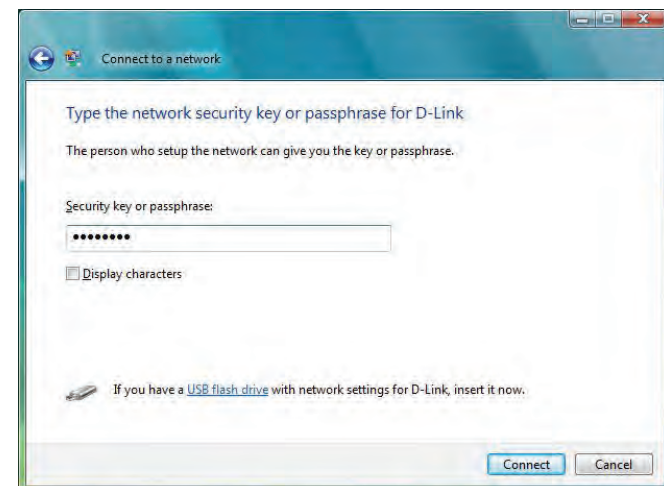 Connect to a network
Type the network security key or passphrase for D-Link
The person who setup the network can give you the key or passphrase.
Security key or passphrase:
••••••••
Display characters
If you have a USB flash drive with network settings for D-Link, insert it now.
Connect Cancel